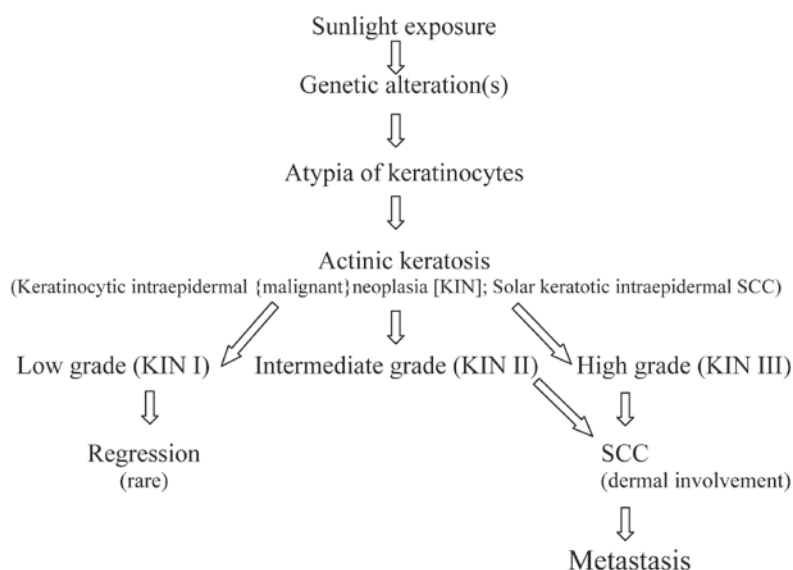 Sunlight exposure
Genetic alteration(s)
Atypia of keratinocytes
Actinic keratosis
(Keratinocytic intraepidermal {malignant}neoplasia [KIN]; Solar keratotic intraepidermal SCC)
Low grade (KIN I) Intermediate grade (KIN II) High grade (KIN III)
Regression SCC
(rare) (dermal involvement)
Metastasis